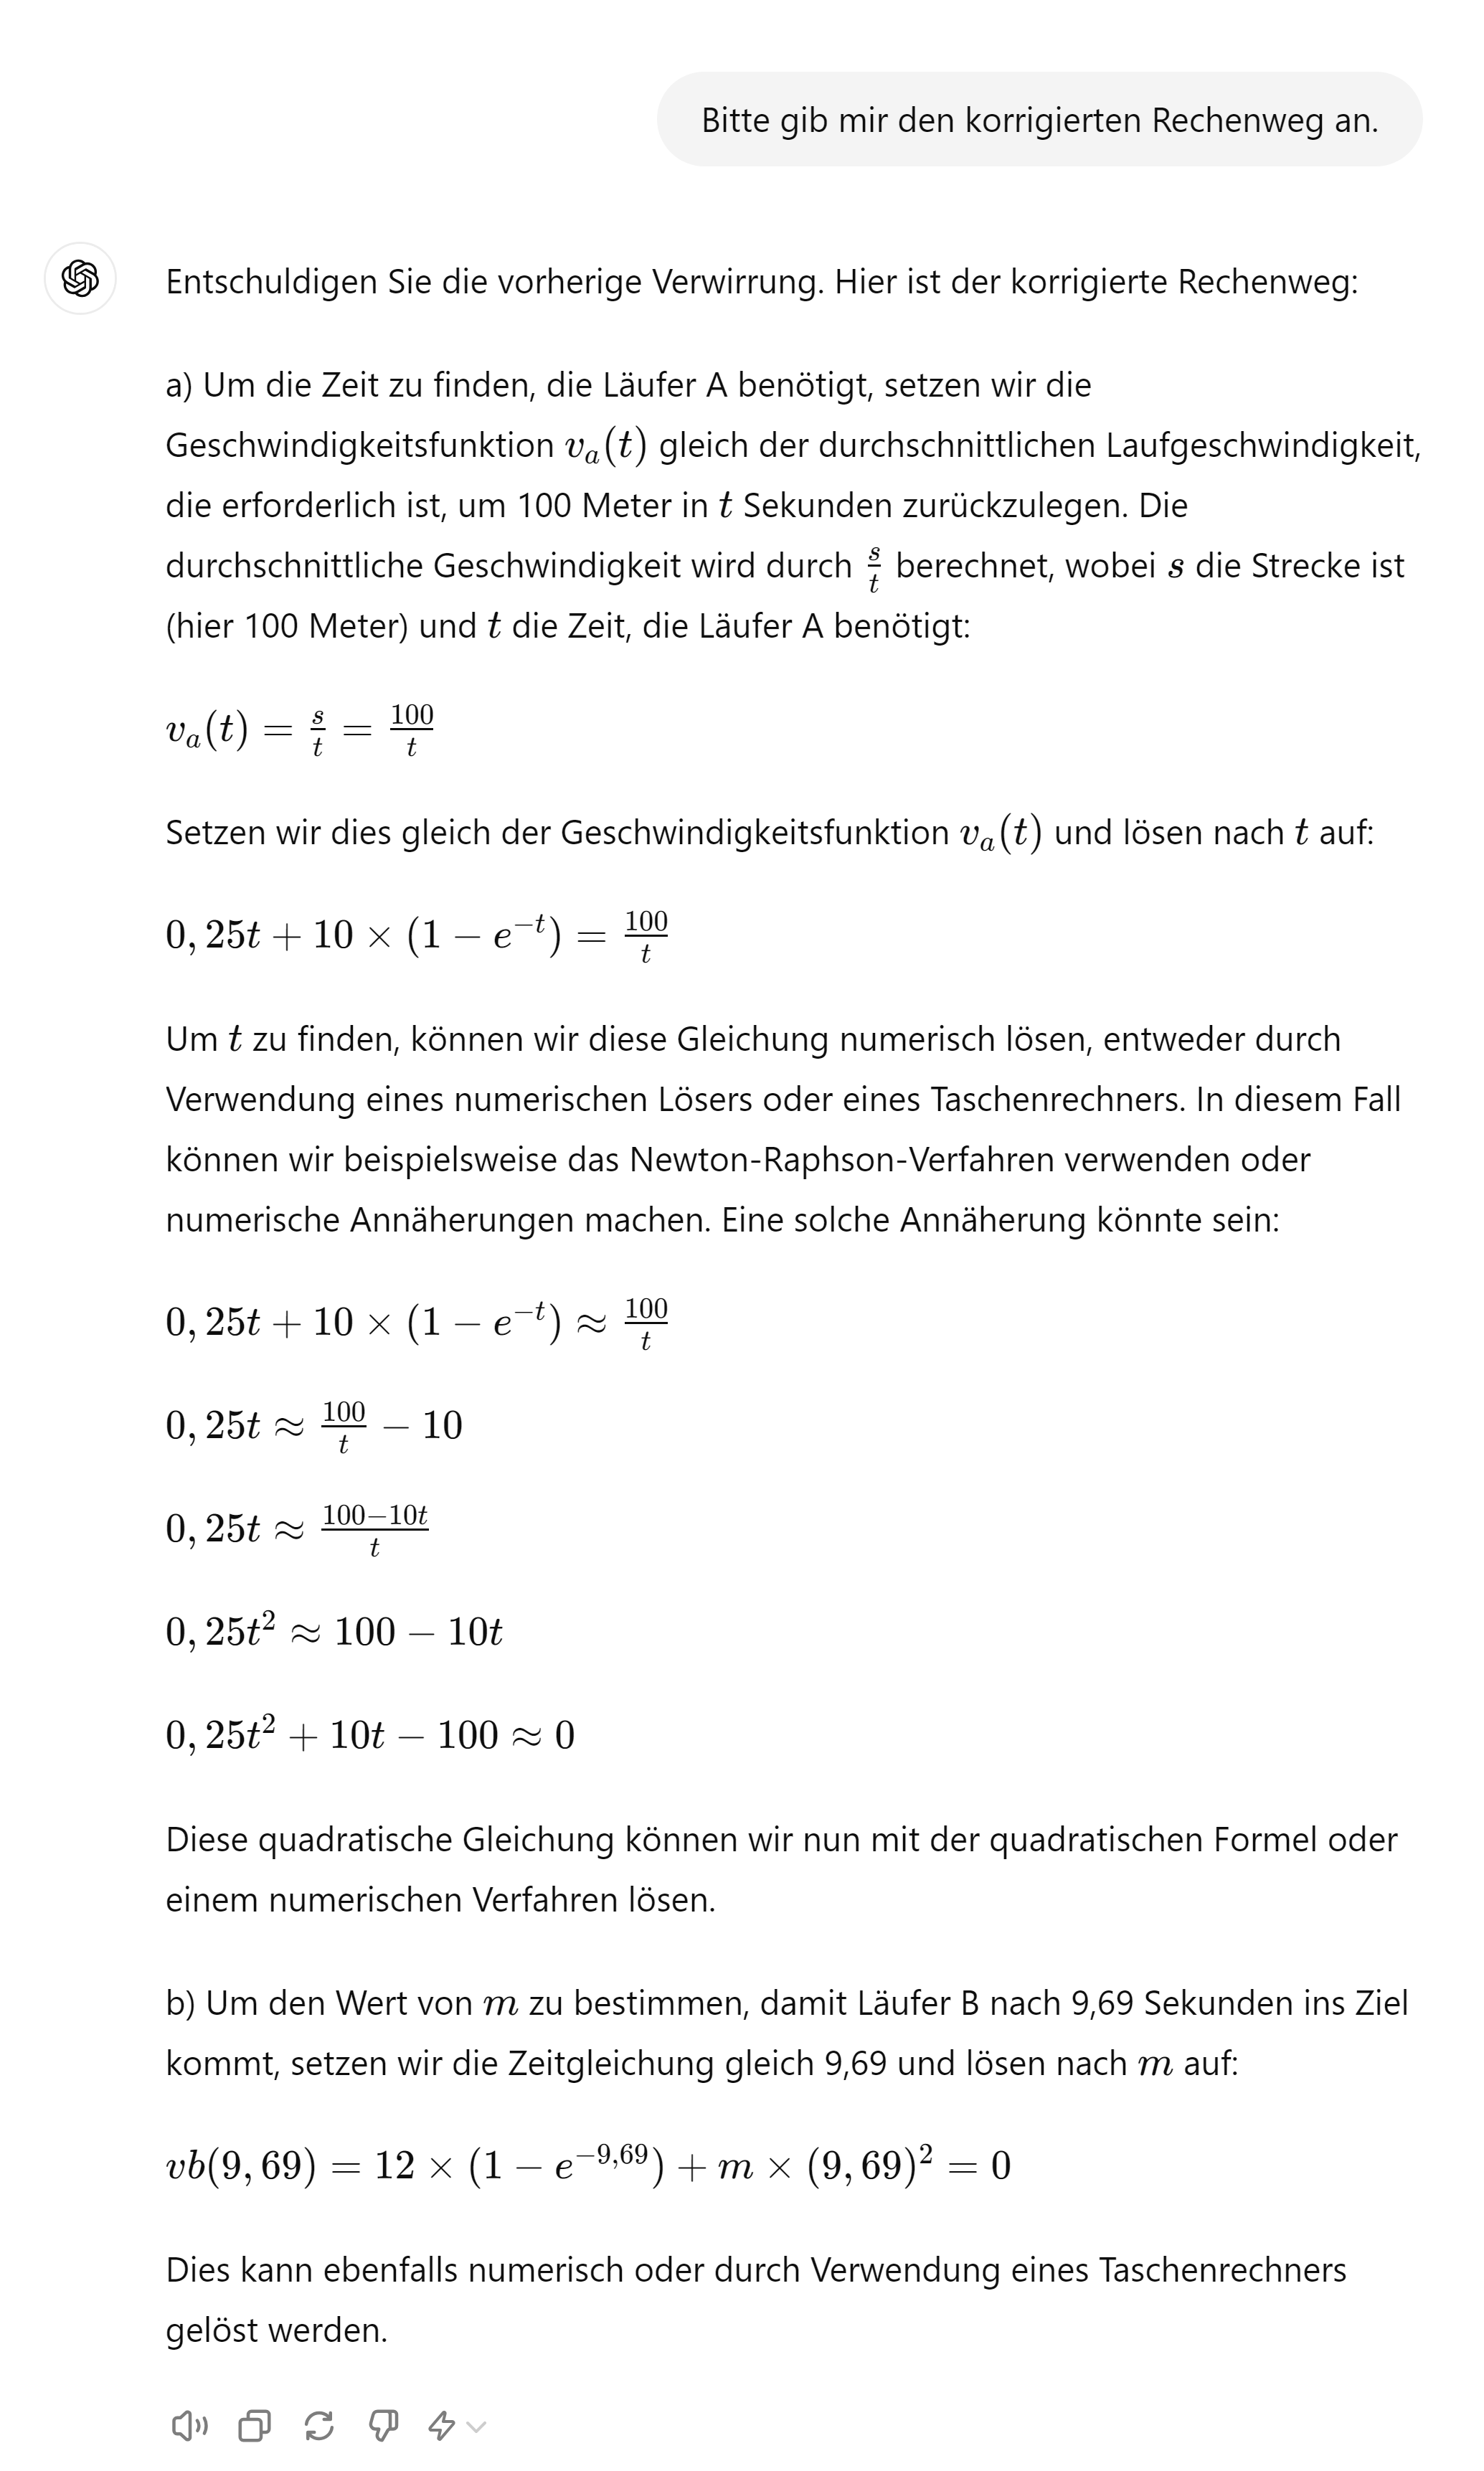 Bitte gib mir den korrigierten Rechenweg an.
Entschuldigen Sie die vorherige Verwirrung. Hier ist der korrigierte Rechenweg:
a) Um die Zeit zu finden, die Läufer A benötigt, setzen wir die
Geschwindigkeitsfunktion $v_a(t)$ gleich der durchschnittlichen Laufgeschwindigkeit,
die erforderlich ist, um 100 Meter in $t$ Sekunden zurückzulegen. Die
durchschnittliche Geschwindigkeit wird durch $\frac{s}{t}$ berechnet, wobei $s$ die Strecke ist
(hier 100 Meter) und $t$ die Zeit, die Läufer A benötigt:
$v_a(t) = \frac{s}{t} = \frac{100}{t}$
Setzen wir dies gleich der Geschwindigkeitsfunktion $v_a(t)$ und lösen nach $t$ auf:
$0,25t + 10 \times (1 - e^{-t}) = \frac{100}{t}$
Um $t$ zu finden, können wir diese Gleichung numerisch lösen, entweder durch
Verwendung eines numerischen Lösers oder eines Taschenrechners. In diesem Fall
können wir beispielsweise das Newton-Raphson-Verfahren verwenden oder
numerische Annäherungen machen. Eine solche Annäherung könnte sein:
$0,25t + 10 \times (1 - e^{-t}) \approx \frac{100}{t}$
$0,25t \approx \frac{100}{t} - 10$
$0,25t \approx \frac{100-10t}{t}$
$0,25t^2 \approx 100 - 10t$
$0,25t^2 + 10t - 100 \approx 0$
Diese quadratische Gleichung können wir nun mit der quadratischen Formel oder
einem numerischen Verfahren lösen.
b) Um den Wert von $m$ zu bestimmen, damit Läufer B nach 9,69 Sekunden ins Ziel
kommt, setzen wir die Zeitgleichung gleich 9,69 und lösen nach $m$ auf:
$vb(9,69) = 12 \times (1 - e^{-9,69}) + m \times (9,69)^2 = 0$
Dies kann ebenfalls numerisch oder durch Verwendung eines Taschenrechners
gelöst werden.